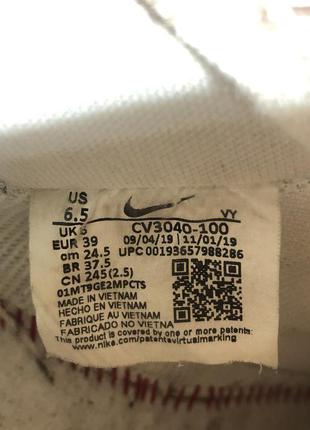 US
6.5
VY
UK 6
CV3040-100
EUR 39
09/04/19 11/01/19
cm 24.5
UPC 00193657988286
BR 37.5
CN 245(2.5)
01MT9GE2MPCTS
MADE IN VIETNAM
HECHO EN VIETNAM
FABRIQUE AU VIETNAM
FABRICADO NO VIETNA
This product is covered by one or more patents:
www.nike.com/patentsvirtualmarking